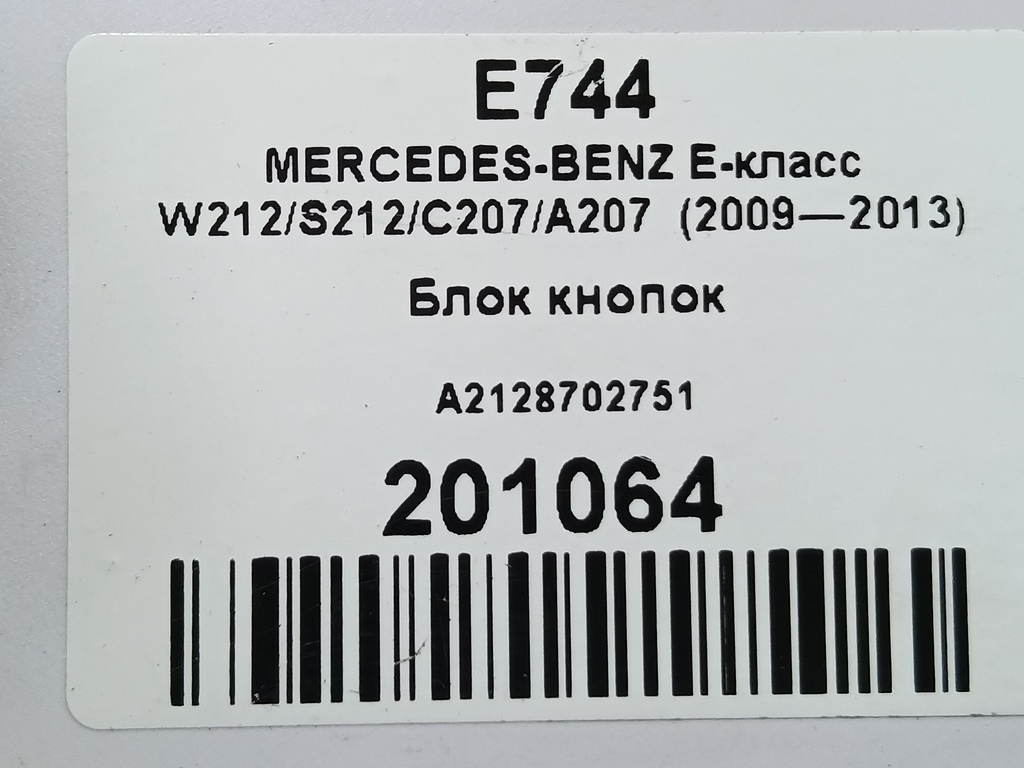 E744
MERCEDES-BENZ E-класс
W212/S212/C207/A207 (2009—2013)
Блок кнопок
A2128702751
201064